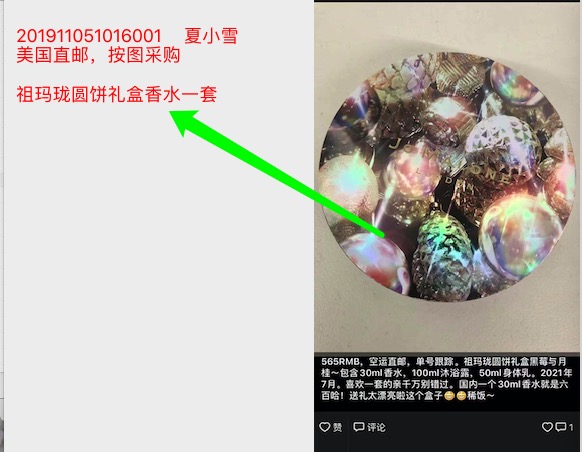 201911051016001 夏小雪
美国直邮，按图采购
祖玛珑圆饼礼盒香水一套
JO MALONE
LONDON
565RMB，空运直邮，单号跟踪。祖玛珑圆饼礼盒黑莓与月
桂～包含30ml香水，100ml沐浴露，50ml身体乳。2021年
7月。喜欢一套的亲千万别错过。国内一个30ml香水就是六
百哈！送礼太漂亮啦这个盒子😋😋稀饭～
赞 评论 1